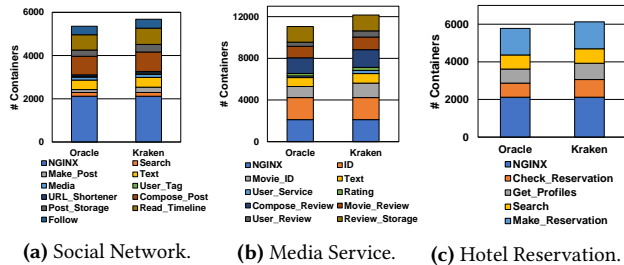 # Containers
6000
4000
2000
0
Oracle Kraken
NGINX Search
Make_Post Text
Media User_Tag
URL_Shortener Compose_Post
Post_Storage Read_Timeline
Follow
(a) Social Network.
# Containers
12000
8000
4000
0
Oracle Kraken
NGINX ID
Movie_ID Text
User_Service Rating
Compose_Review Movie_Review
User_Review Review_Storage
(b) Media Service.
# Containers
6000
4000
2000
0
Oracle Kraken
NGINX
Check_Reservation
Get_Profiles
Search
Make_Reservation
(c) Hotel Reservation.